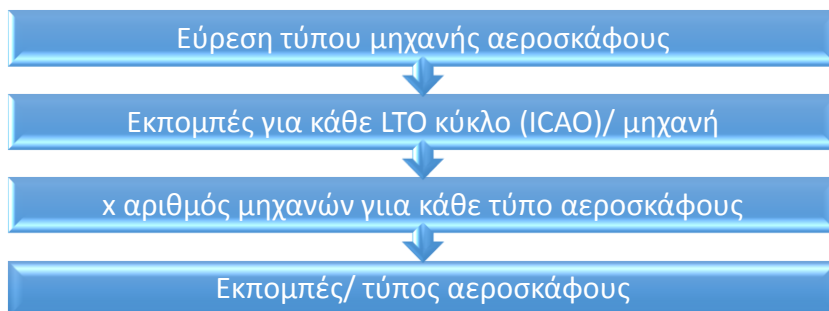 Εύρεση τύπου μηχανής αεροσκάφους
Εκπομπές για κάθε LTO κύκλο (ICAO)/ μηχανή
x αριθμός μηχανών γιια κάθε τύπο αεροσκάφους
Εκπομπές/ τύπος αεροσκάφους